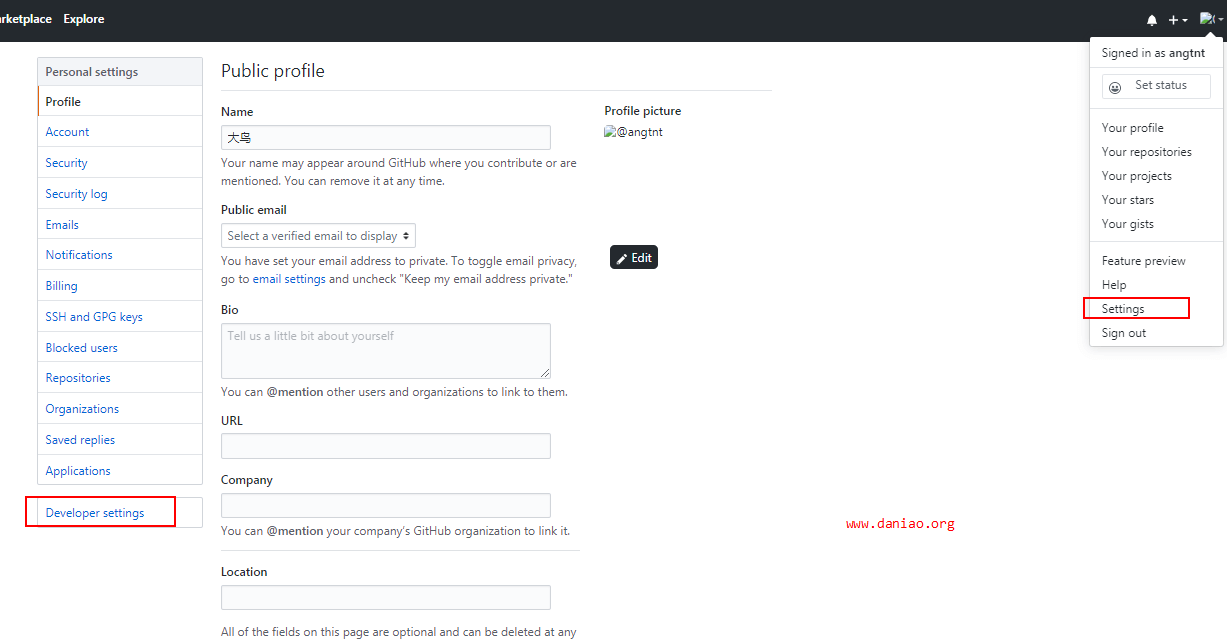 rketplace Explore
Signed in as angtnt
Set status
Your profile
Your repositories
Your projects
Your stars
Your gists
Feature preview
Help
Settings
Sign out
Personal settings
Profile
Account
Security
Security log
Emails
Notifications
Billing
SSH and GPG keys
Blocked users
Repositories
Organizations
Saved replies
Applications
Developer settings
Public profile
Name
大鸟
Your name may appear around GitHub where you contribute or are
mentioned. You can remove it at any time.
Public email
Select a verified email to display
You have set your email address to private. To toggle email privacy,
go to email settings and uncheck "Keep my email address private."
Bio
Tell us a little bit about yourself
You can @mention other users and organizations to link to them.
URL
Company
You can @mention your company's GitHub organization to link it.
Location
All of the fields on this page are optional and can be deleted at any
Profile picture
@angtnt
Edit
www.daniao.org